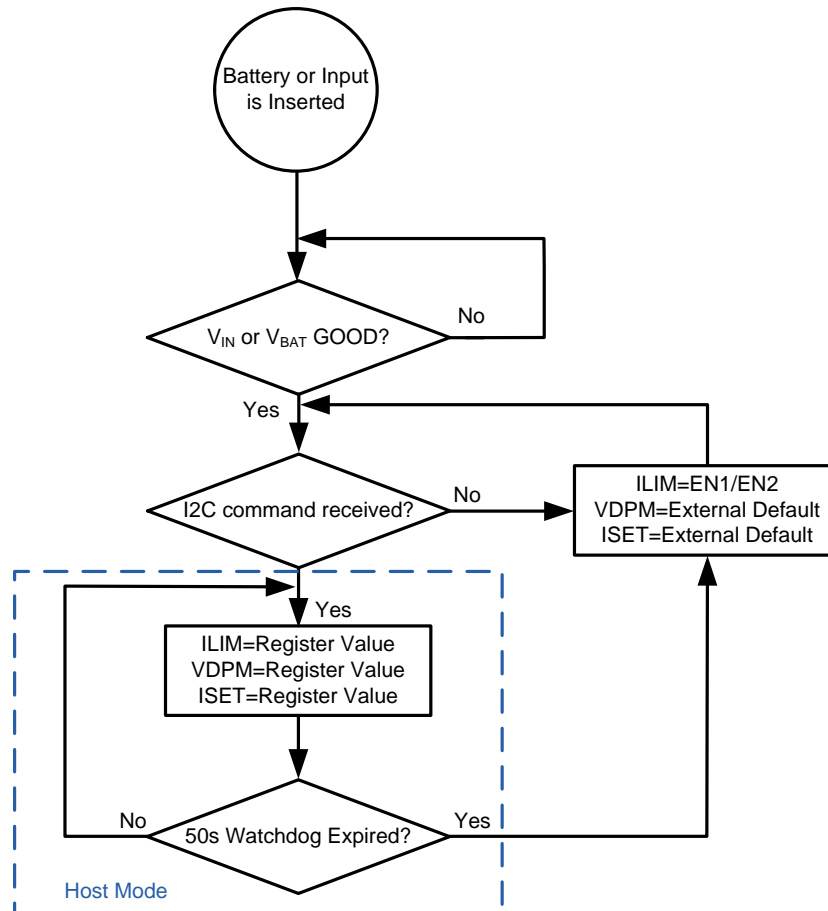 Battery or Input
is Inserted
V_IN or V_BAT GOOD?
No
Yes
I2C command received?
No
ILIM=EN1/EN2
VDPM=External Default
ISET=External Default
Yes
ILIM=Register Value
VDPM=Register Value
ISET=Register Value
No
50s Watchdog Expired?
Yes
Host Mode